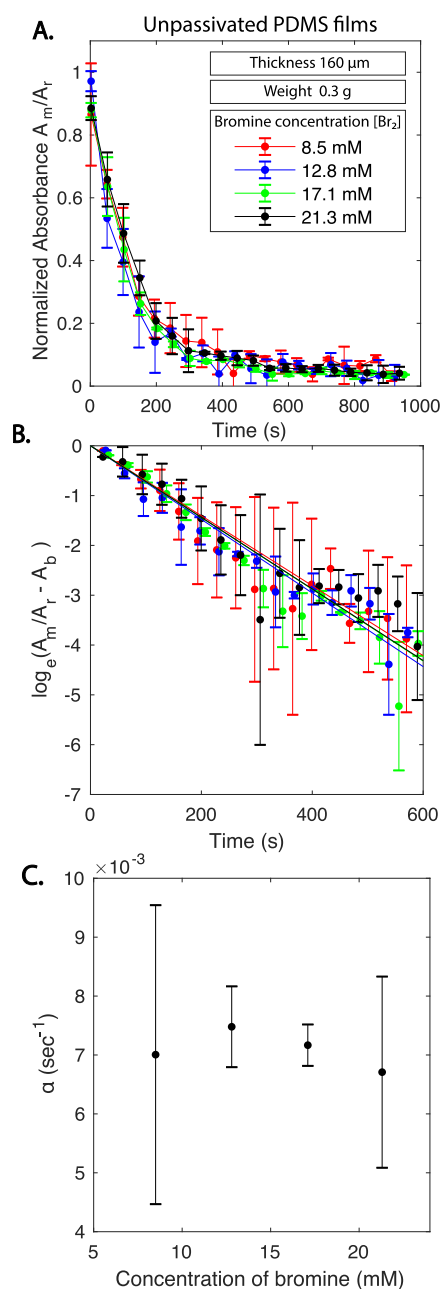 Unpassivated PDMS films
A.
Normalized Absorbance Am/Ar
1
0.8
0.6
0.4
0.2
0
Thickness 160 μm
Weight 0.3 g
Bromine concentration [Br₂]
8.5 mM
12.8 mM
17.1 mM
21.3 mM
0 200 400 600 800 1000
Time (s)
B.
logₑ(Am/Ar - Ab)
0
-1
-2
-3
-4
-5
-6
-7
0 200 400 600
Time (s)
C.
×10⁻³
α (sec⁻¹)
10
9
8
7
6
5
4
5 10 15 20
Concentration of bromine (mM)